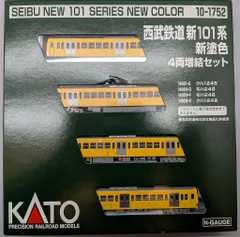 SEIBU NEW 101 SERIES NEW COLOR
10-1752
西武鉄道 新101系
新塗色
4両増結セット
KATO
PRECISION RAILROAD MODELS
N-GAUGE